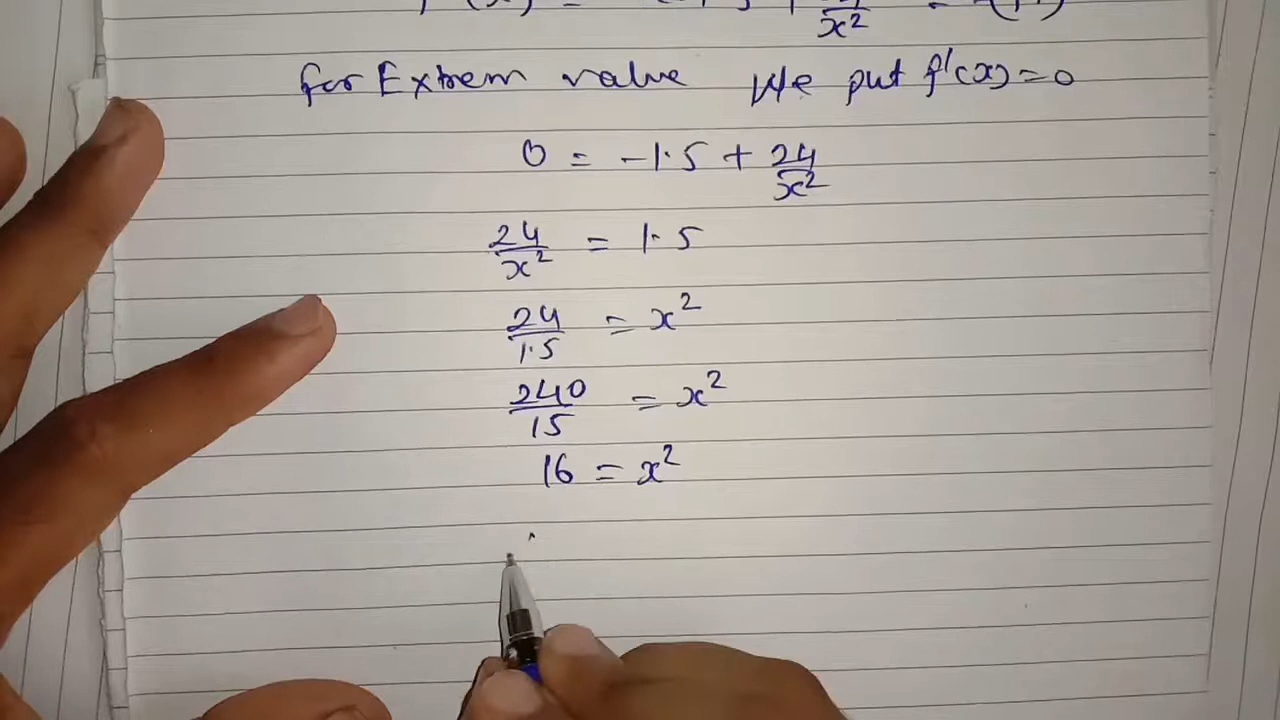 for Extrem value We put f'(x) = 0
0 = -1.5 + 24/x²
24/x² = 1.5
24/1.5 = x²
240/15 = x²
16 = x²